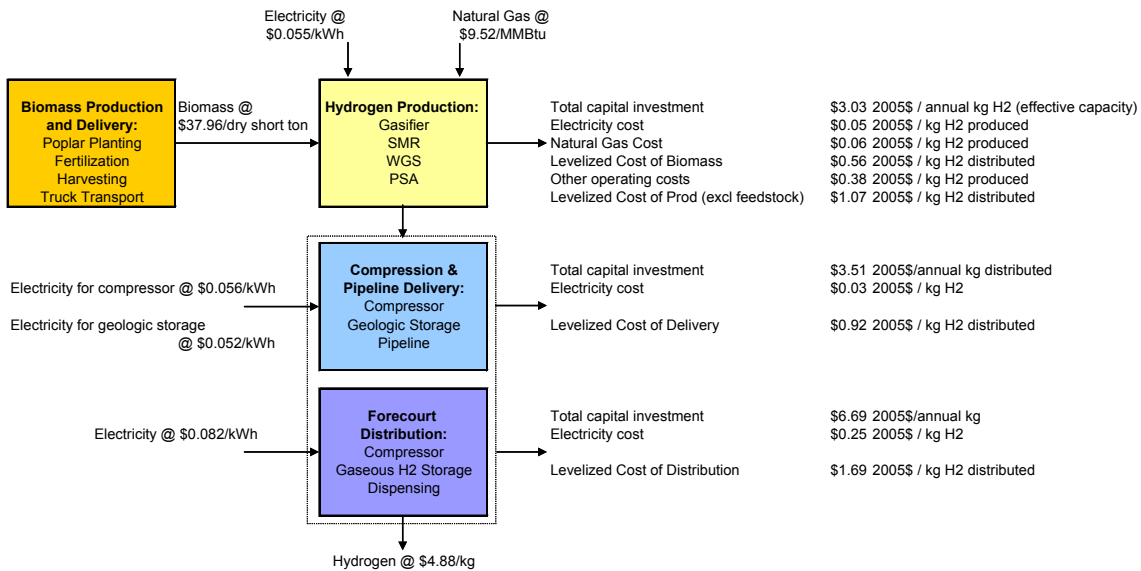 Electricity @
$0.055/kWh
Natural Gas @
$9.52/MMBtu
Biomass Production
and Delivery:
Poplar Planting
Fertilization
Harvesting
Truck Transport
Biomass @
$37.96/dry short ton
Hydrogen Production:
Gasifier
SMR
WGS
PSA
Total capital investment $3.03 2005$ / annual kg H2 (effective capacity)
Electricity cost $0.05 2005$ / kg H2 produced
Natural Gas Cost $0.06 2005$ / kg H2 produced
Levelized Cost of Biomass $0.56 2005$ / kg H2 distributed
Other operating costs $0.38 2005$ / kg H2 produced
Levelized Cost of Prod (excl feedstock) $1.07 2005$ / kg H2 distributed
Electricity for compressor @ $0.056/kWh
Electricity for geologic storage
@ $0.052/kWh
Compression &
Pipeline Delivery:
Compressor
Geologic Storage
Pipeline
Total capital investment $3.51 2005$/annual kg distributed
Electricity cost $0.03 2005$ / kg H2
Levelized Cost of Delivery $0.92 2005$ / kg H2 distributed
Electricity @ $0.082/kWh
Forecourt
Distribution:
Compressor
Gaseous H2 Storage
Dispensing
Total capital investment $6.69 2005$/annual kg
Electricity cost $0.25 2005$ / kg H2
Levelized Cost of Distribution $1.69 2005$ / kg H2 distributed
Hydrogen @ $4.88/kg